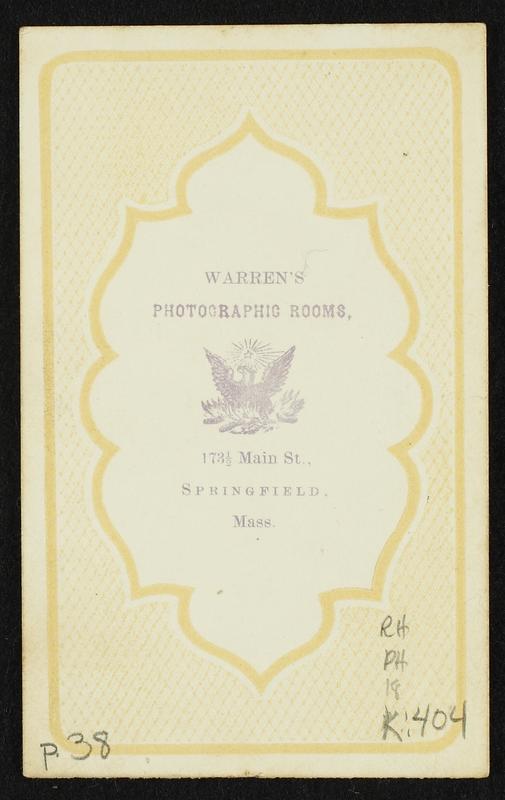 WARREN'S
PHOTOGRAPHIC ROOMS,
173½ Main St.,
SPRINGFIELD,
Mass.
RH
PH
18
K:404
p. 38